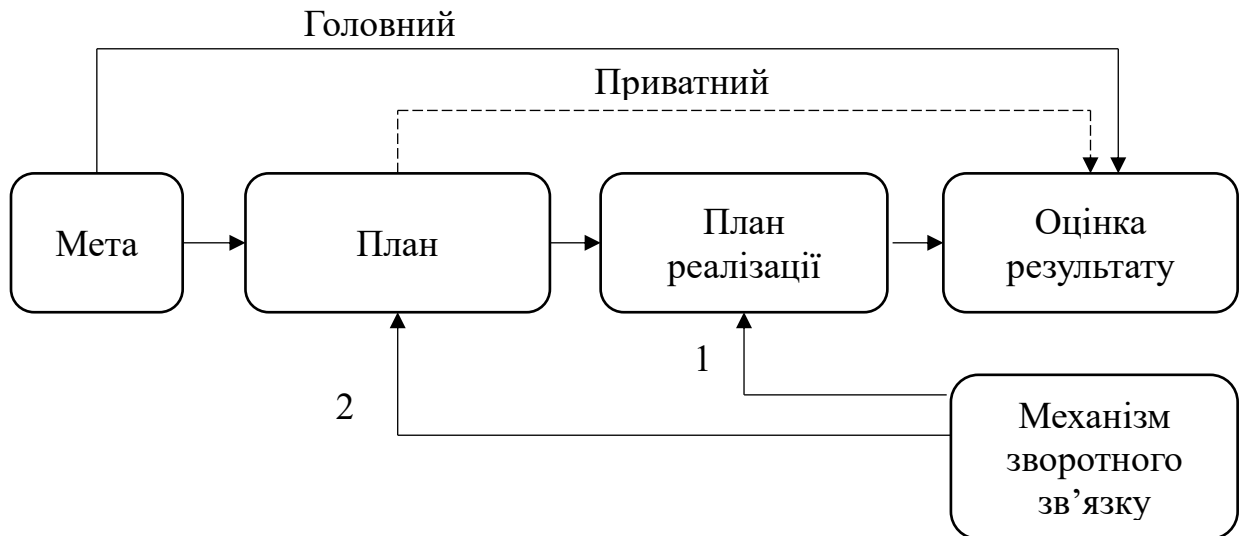 Головний
Приватний
Мета
План
План
реалізації
Оцінка
результату
1
2
Механізм
зворотного
зв’язку